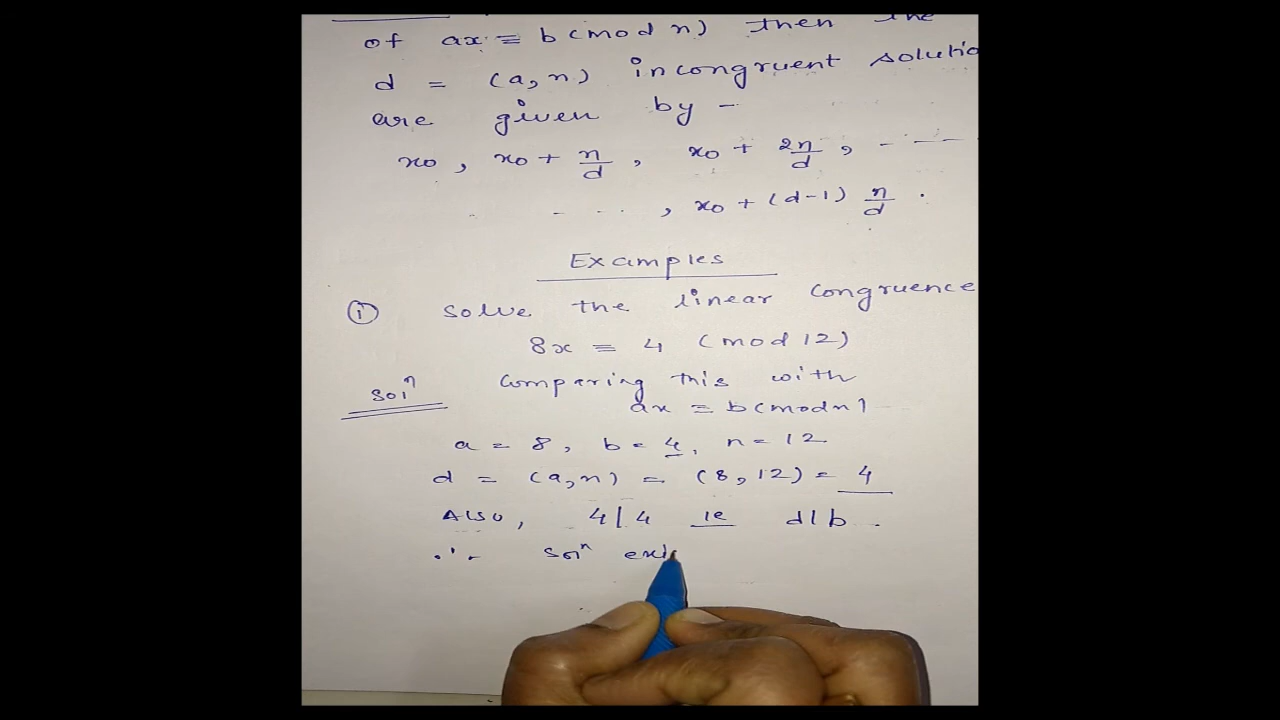 of ax ≡ b (mod n) then the
d = (a, n) incongruent solutio
are given by -
x0, x0 + n/d, x0 + 2n/d, - - -
- . . . , x0 + (d-1) n/d .
Examples
① Solve the linear congruence
8x ≡ 4 (mod 12)
Solⁿ Comparing this with
ax ≡ b (mod n)
a = 8, b = 4, n = 12
d = (a, n) = (8, 12) = 4
Also, 4|4 ie d|b .
∴ Solⁿ exi